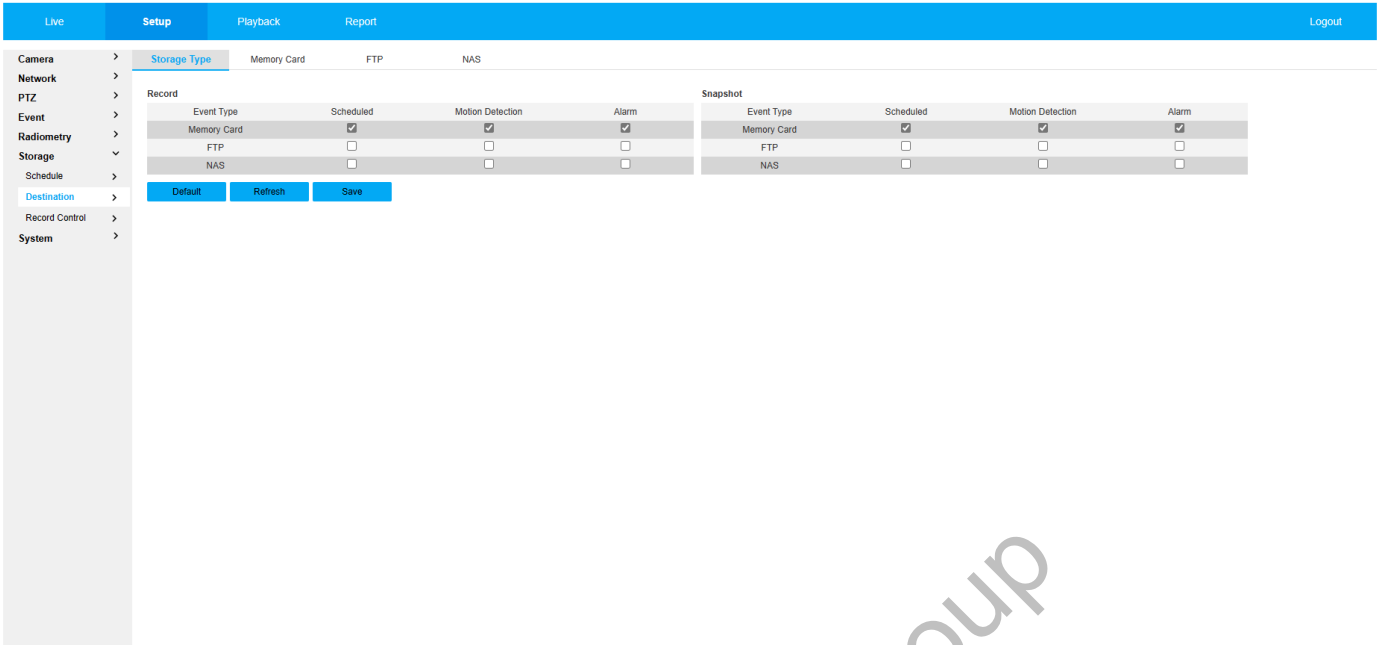 Live Setup Playback Report Logout
Camera
Network
PTZ
Event
Radiometry
Storage
Schedule
Destination
Record Control
System
Storage Type Memory Card FTP NAS
Record
Event Type Scheduled Motion Detection Alarm
Memory Card
FTP
NAS
Snapshot
Event Type Scheduled Motion Detection Alarm
Memory Card
FTP
NAS
Default Refresh Save